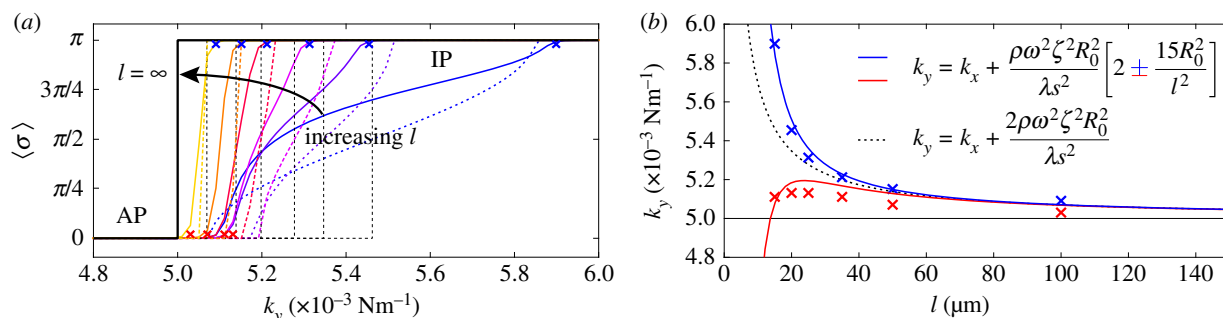 (a)
π
3π/4
π/2
π/4
0
⟨σ⟩
l = ∞
IP
increasing l
AP
4.8 5.0 5.2 5.4 5.6 5.8 6.0
k_y (×10⁻³ Nm⁻¹)
(b)
6.0
5.8
5.6
5.4
5.2
5.0
4.8
k_y (×10⁻³ Nm⁻¹)
k_y = k_x + ρω²ζ²R₀²/λs² [2 ± 15R₀²/l²]
k_y = k_x + 2ρω²ζ²R₀²/λs²
0 20 40 60 80 100 120 140
l (μm)